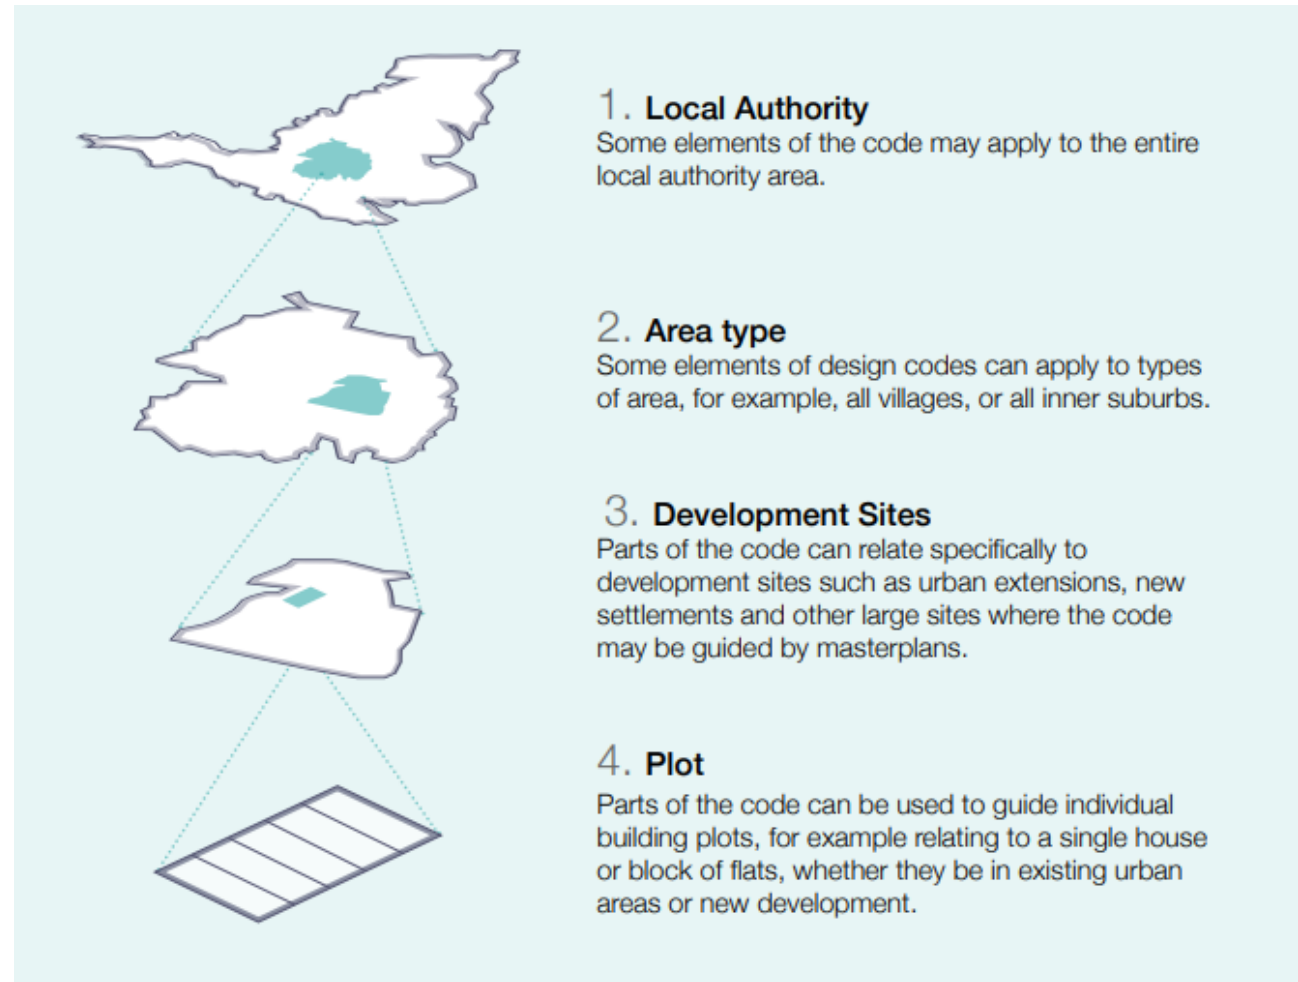 1. Local Authority
Some elements of the code may apply to the entire
local authority area.
2. Area type
Some elements of design codes can apply to types
of area, for example, all villages, or all inner suburbs.
3. Development Sites
Parts of the code can relate specifically to
development sites such as urban extensions, new
settlements and other large sites where the code
may be guided by masterplans.
4. Plot
Parts of the code can be used to guide individual
building plots, for example relating to a single house
or block of flats, whether they be in existing urban
areas or new development.